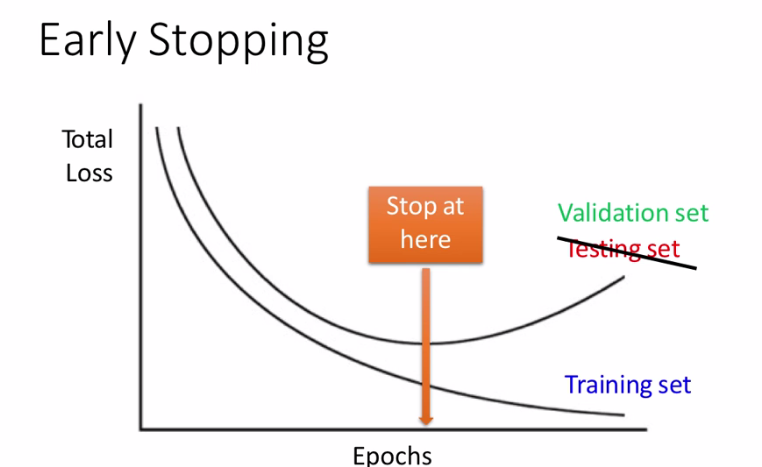 Early Stopping
Total
Loss
Stop at
here
Validation set
Testing set
Training set
Epochs